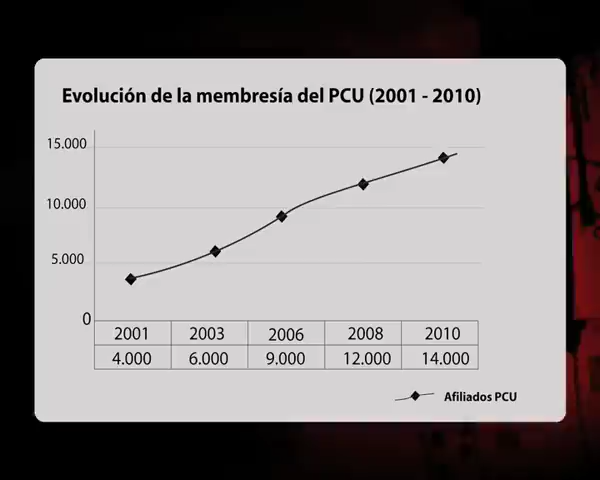 Evolución de la membresía del PCU (2001 - 2010)
15.000
10.000
5.000
0
2001 2003 2006 2008 2010
4.000 6.000 9.000 12.000 14.000
Afiliados PCU